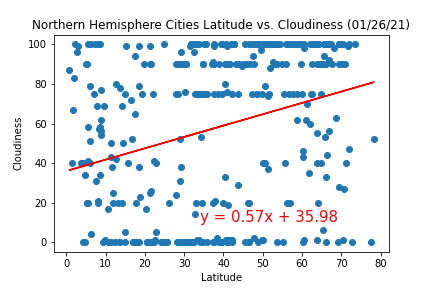 Northern Hemisphere Cities Latitude vs. Cloudiness (01/26/21)
100
80
60
40
20
0
Cloudiness
y = 0.57x + 35.98
0 10 20 30 40 50 60 70 80
Latitude